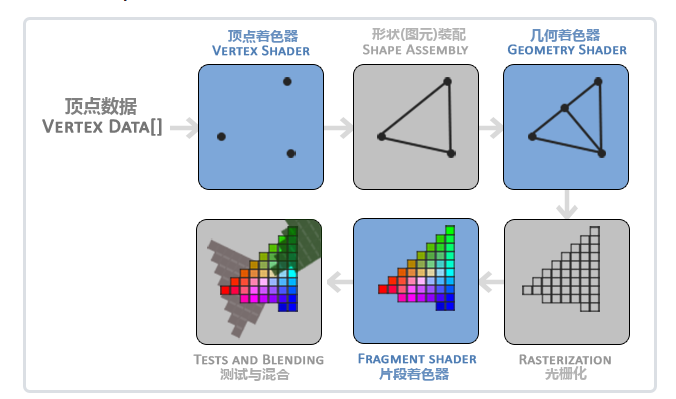 顶点着色器
VERTEX SHADER
形状(图元)装配
SHAPE ASSEMBLY
几何着色器
GEOMETRY SHADER
顶点数据
VERTEX DATA[]
TESTS AND BLENDING
测试与混合
FRAGMENT SHADER
片段着色器
RASTERIZATION
光栅化